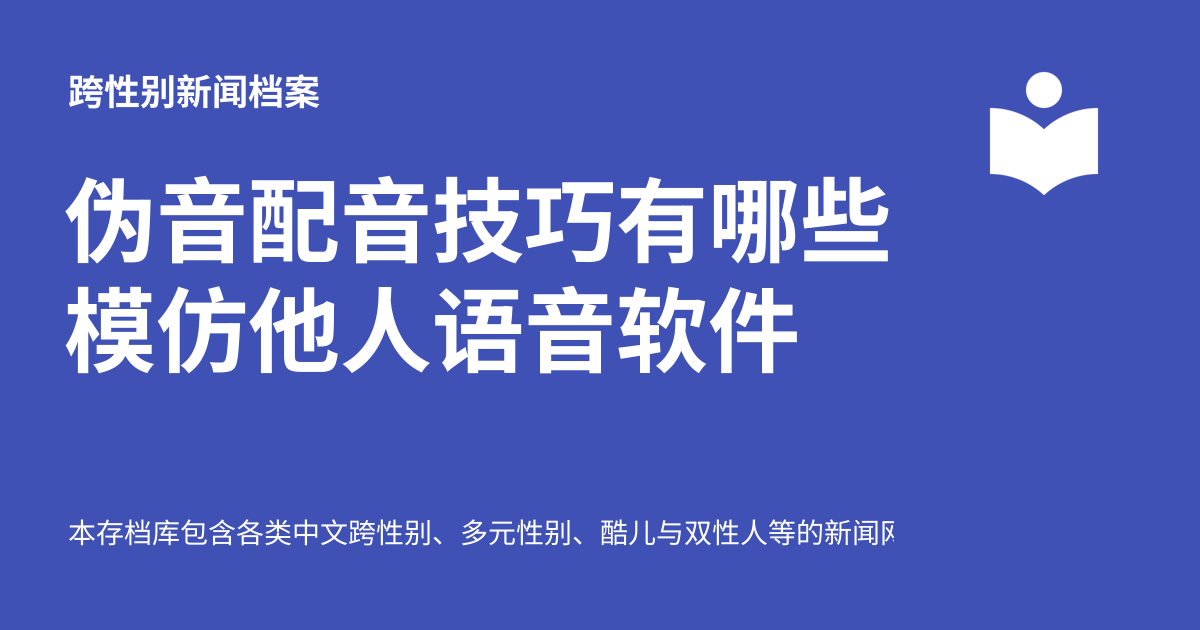 跨性别新闻档案
伪音配音技巧有哪些
模仿他人语音软件
本存档库包含各类中文跨性别、多元性别、酷儿与双性人等的新闻